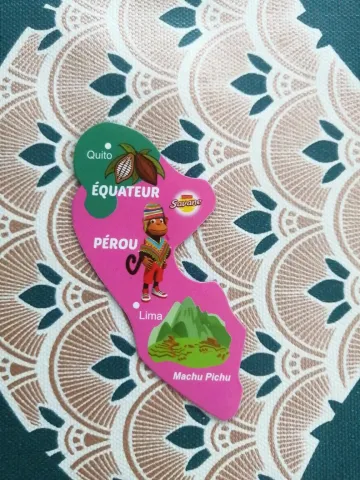 Quito
ÉQUATEUR
Savane
PÉROU
Lima
Machu Pichu